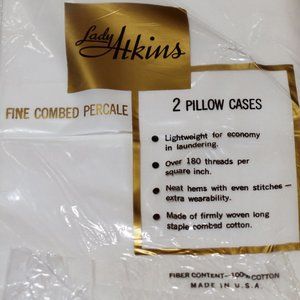 Lady
Atkins
FINE COMBED PERCALE
2 PILLOW CASES
• Lightweight for economy
in laundering.
• Over 180 threads per
square inch.
• Neat hems with even stitches—
extra wearability.
• Made of firmly woven long
staple combed cotton.
FIBER CONTENT—100% COTTON
MADE IN U.S.A.